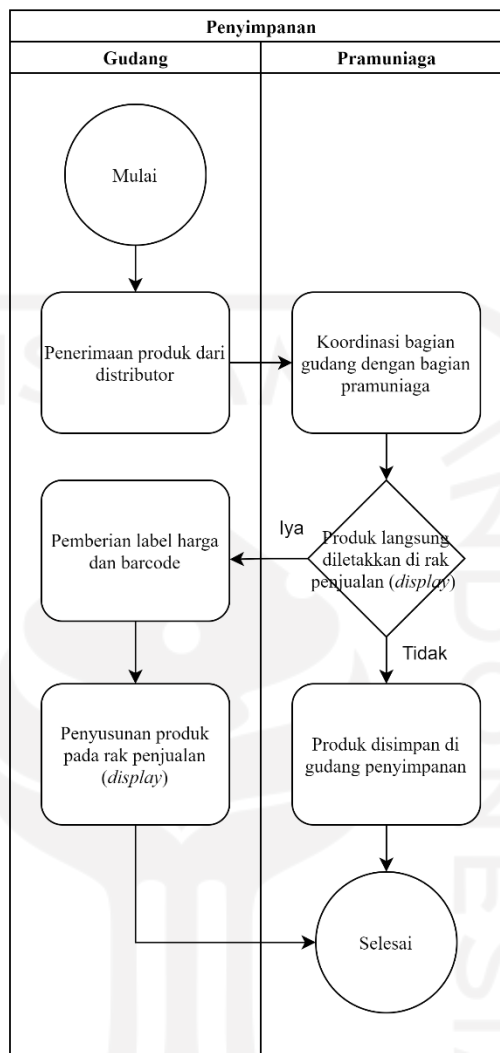 Penyimpanan
Gudang
Pramuniaga
Mulai
Penerimaan produk dari
distributor
Koordinasi bagian
gudang dengan bagian
pramuniaga
Produk langsung
diletakkan di rak
penjualan (display)
Iya
Tidak
Pemberian label harga
dan barcode
Penyusunan produk
pada rak penjualan
(display)
Produk disimpan di
gudang penyimpanan
Selesai